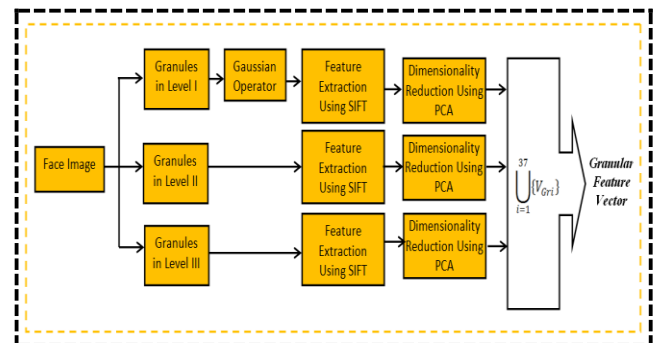 Face Image
Granules
in Level I
Gaussian
Operator
Feature
Extraction
Using SIFT
Dimensionality
Reduction Using
PCA
Granules
in Level II
Feature
Extraction
Using SIFT
Dimensionality
Reduction Using
PCA
Granules
in Level III
Feature
Extraction
Using SIFT
Dimensionality
Reduction Using
PCA
37
⋃{V_Gri}
i=1
Granular
Feature
Vector